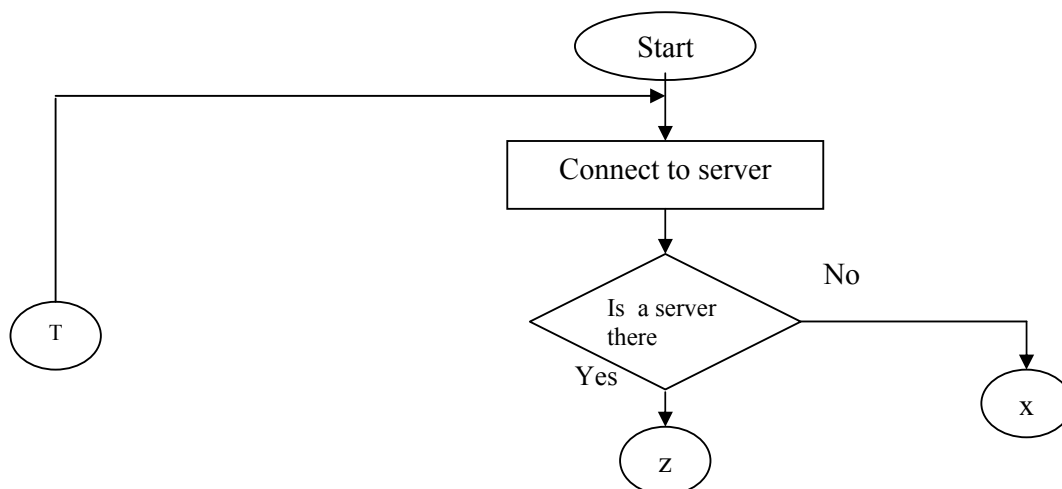 Start
Connect to server
No
Is a server
there
T
Yes
x
z